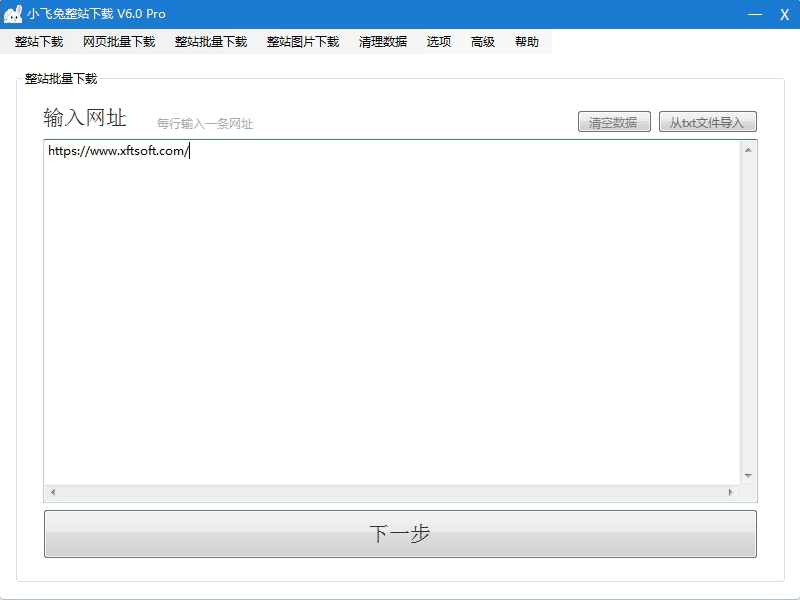 小飞兔整站下载 V6.0 Pro
整站下载 网页批量下载 整站批量下载 整站图片下载 清理数据 选项 高级 帮助
整站批量下载
输入网址 每行输入一条网址 清空数据 从txt文件导入
https://www.xftsoft.com/
下一步